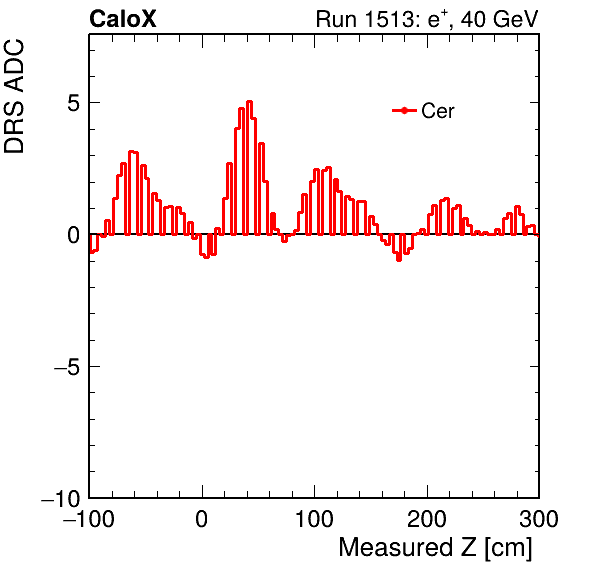 CaloX
Run 1513: e+, 40 GeV
DRS ADC
Cer
5
0
−5
−10
−100 0 100 200 300
Measured Z [cm]